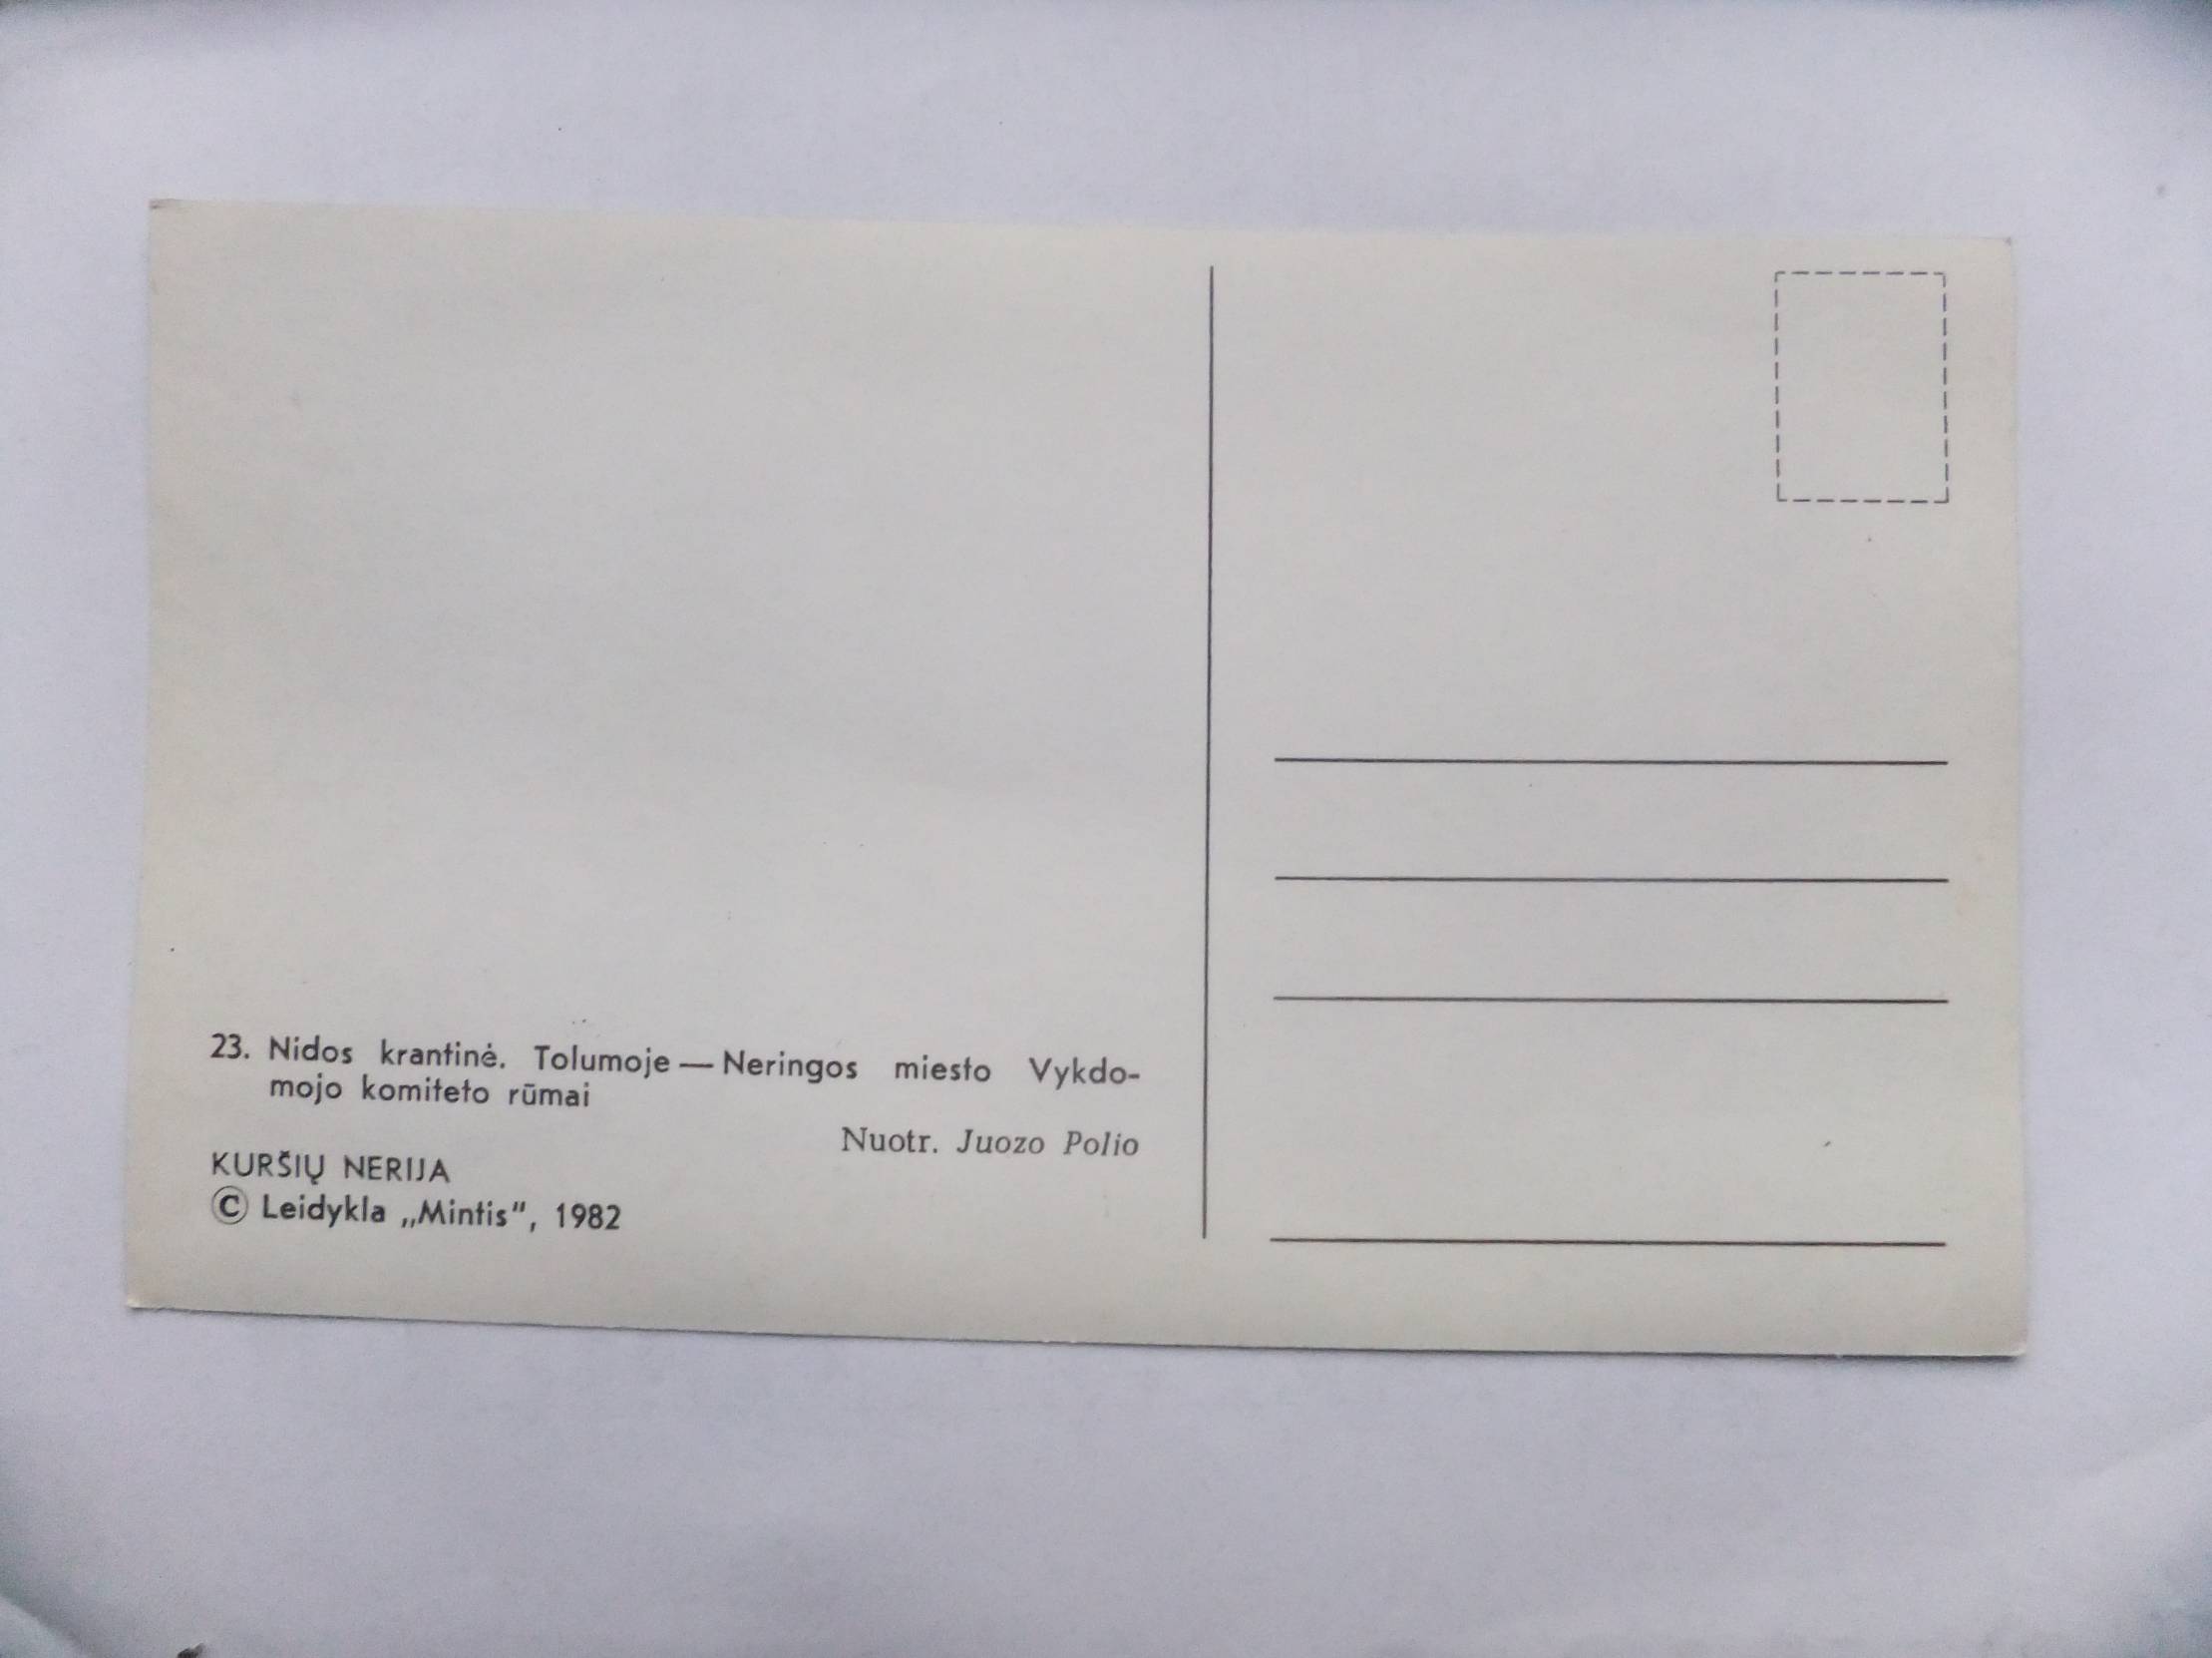 23. Nidos krantinė. Tolumoje — Neringos miesto Vykdo-
mojo komiteto rūmai
Nuotr. Juozo Polio
KURŠIŲ NERIJA
© Leidykla „Mintis“, 1982